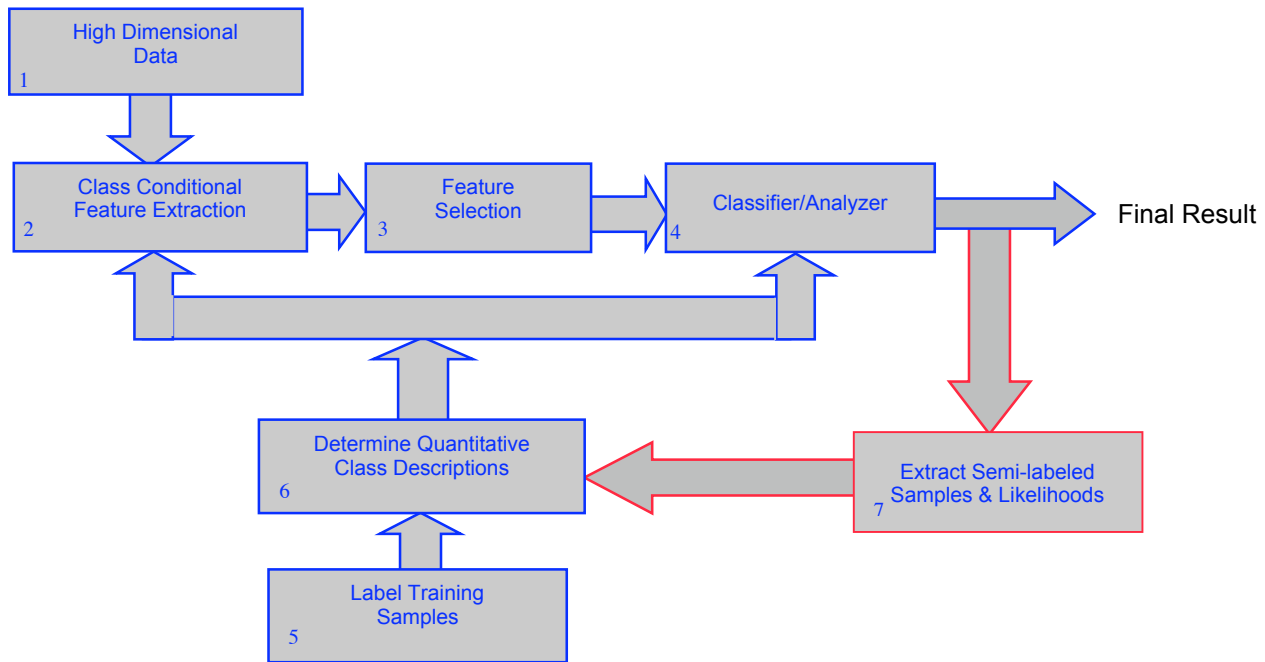 High Dimensional
Data
1
Class Conditional
Feature Extraction
2
Feature
Selection
3
Classifier/Analyzer
4
Final Result
Determine Quantitative
Class Descriptions
6
Extract Semi-labeled
Samples & Likelihoods
7
Label Training
Samples
5